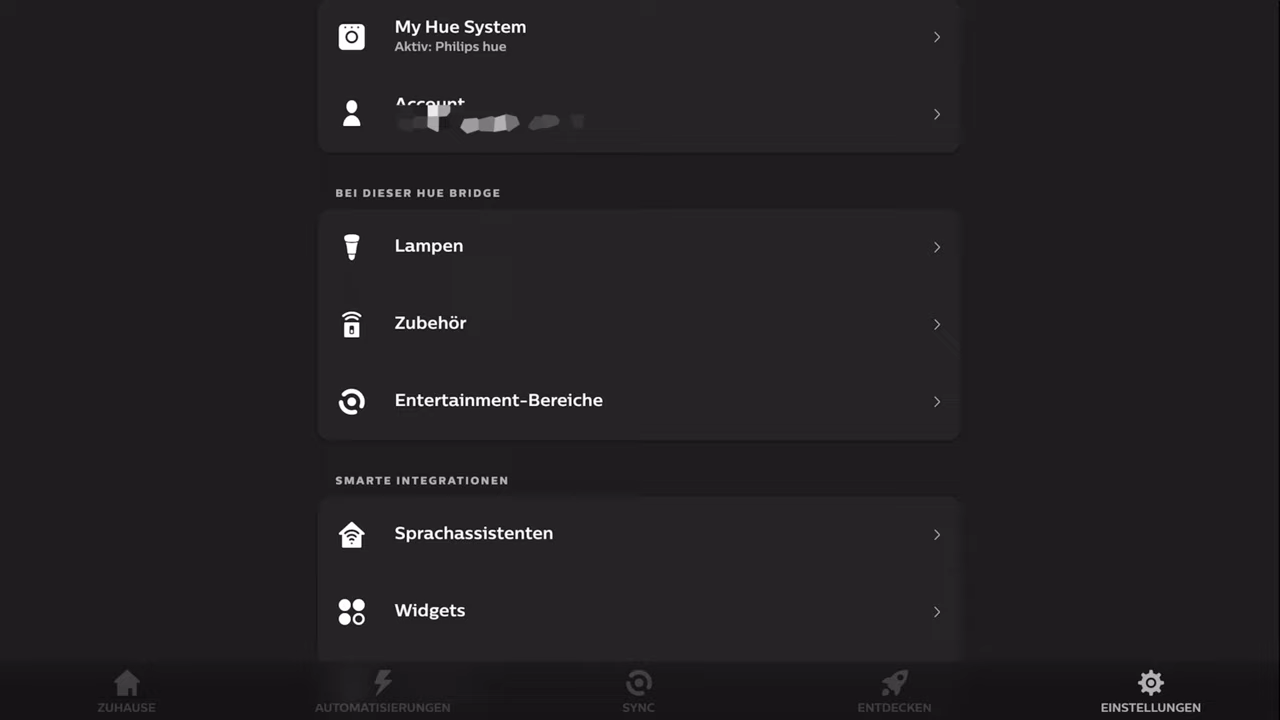 My Hue System
Aktiv: Philips hue
Account
BEI DIESER HUE BRIDGE
Lampen
Zubehör
Entertainment-Bereiche
SMARTE INTEGRATIONEN
Sprachassistenten
Widgets
ZUHAUSE
AUTOMATISIERUNGEN
SYNC
ENTDECKEN
EINSTELLUNGEN